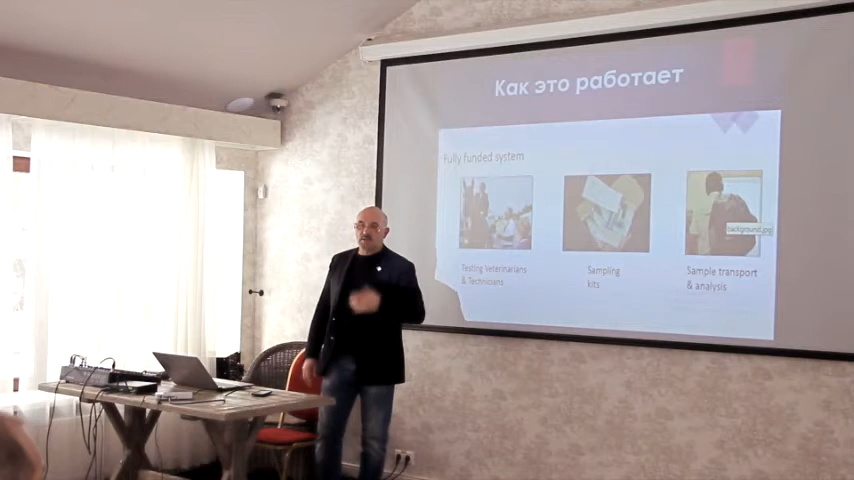 Как это работает
Fully funded system
background.jpg
Testing Veterinarians
& Technicians
Sampling
kits
Sample transport
& analysis